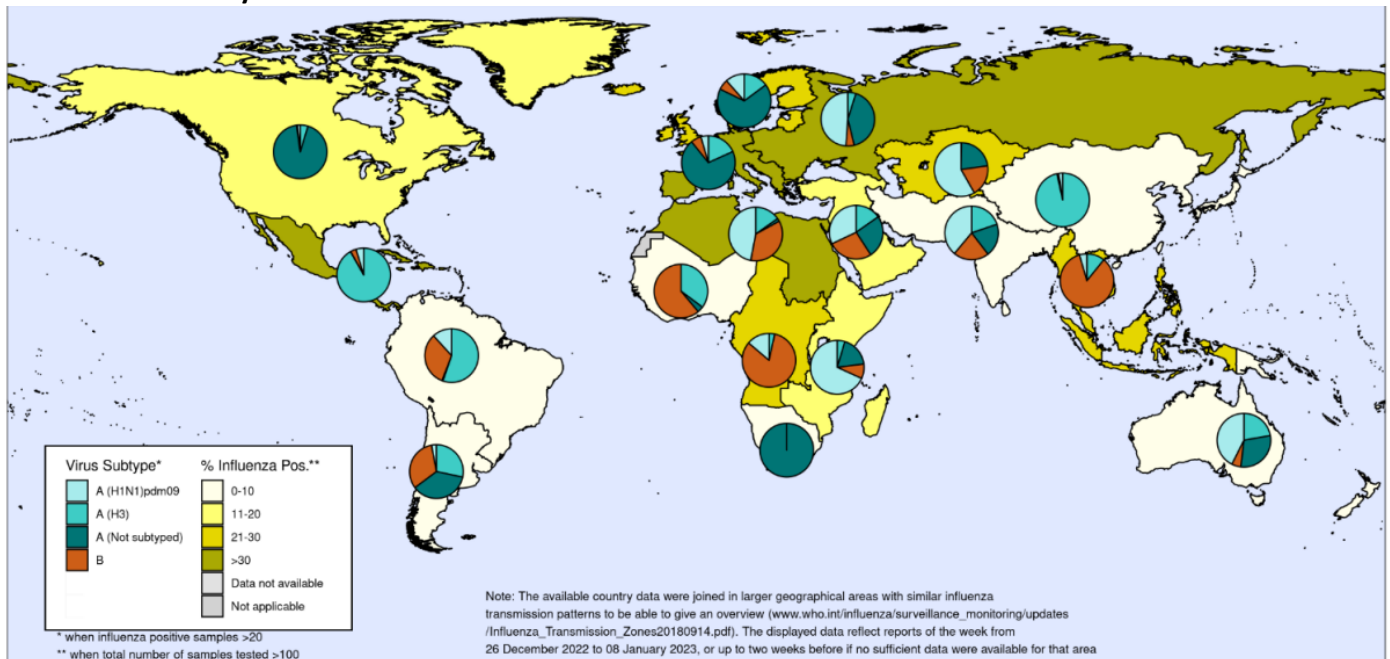 Virus Subtype*
A (H1N1)pdm09
A (H3)
A (Not subtyped)
B
% Influenza Pos.**
0-10
11-20
21-30
>30
Data not available
Not applicable
* when influenza positive samples >20
** when total number of samples tested >100
Note: The available country data were joined in larger geographical areas with similar influenza
transmission patterns to be able to give an overview (www.who.int/influenza/surveillance_monitoring/updates
/Influenza_Transmission_Zones20180914.pdf). The displayed data reflect reports of the week from
26 December 2022 to 08 January 2023, or up to two weeks before if no sufficient data were available for that area